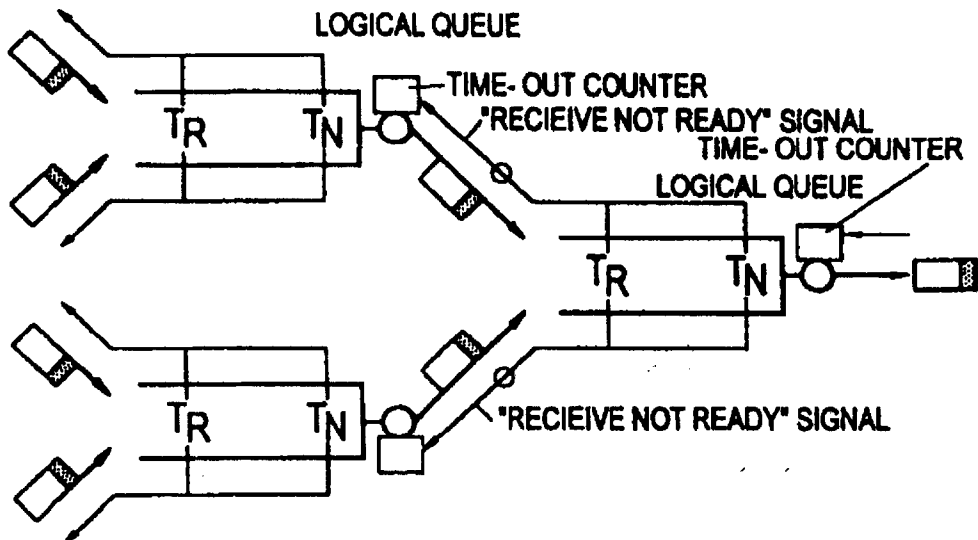 LOGICAL QUEUE
TIME-OUT COUNTER
"RECIEIVE NOT READY" SIGNAL
TIME-OUT COUNTER
LOGICAL QUEUE
TR TN
TR TN
TR TN
"RECIEIVE NOT READY" SIGNAL